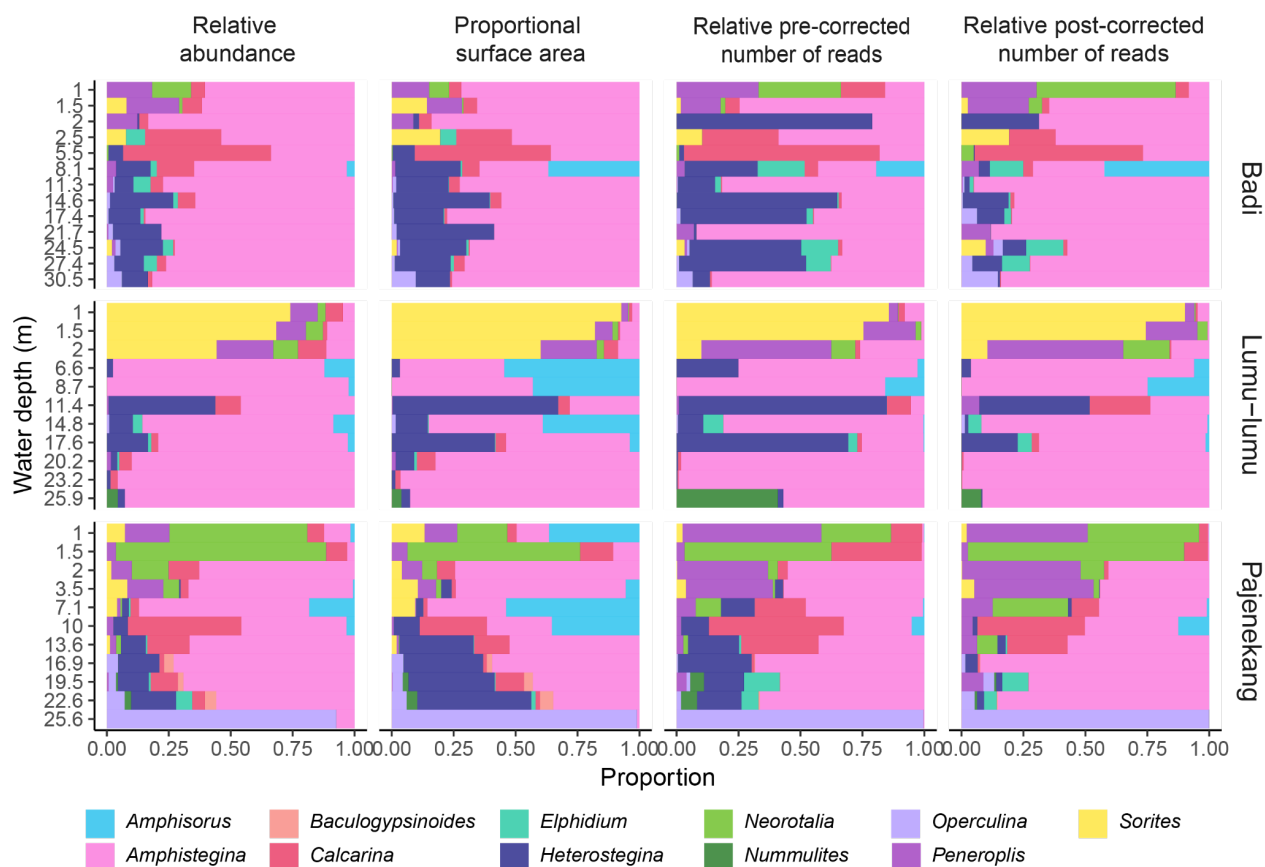 Relative abundance
Proportional surface area
Relative pre-corrected number of reads
Relative post-corrected number of reads
Water depth (m)
1
1.5
2
2.5
5.5
8.1
11.3
14.6
17.4
21.7
24.5
27.4
30.5
Badi
1
1.5
2
6.6
8.7
11.4
14.8
17.6
20.2
23.2
25.9
Lumu−lumu
1
1.5
2
3.5
7.1
10
13.6
16.9
19.5
22.6
25.6
Pajenekang
0.00 0.25 0.50 0.75 1.00 0.00 0.25 0.50 0.75 1.00 0.00 0.25 0.50 0.75 1.00 0.00 0.25 0.50 0.75 1.00
Proportion
Amphisorus Baculogypsinoides Elphidium Neorotalia Operculina Sorites
Amphistegina Calcarina Heterostegina Nummulites Peneroplis